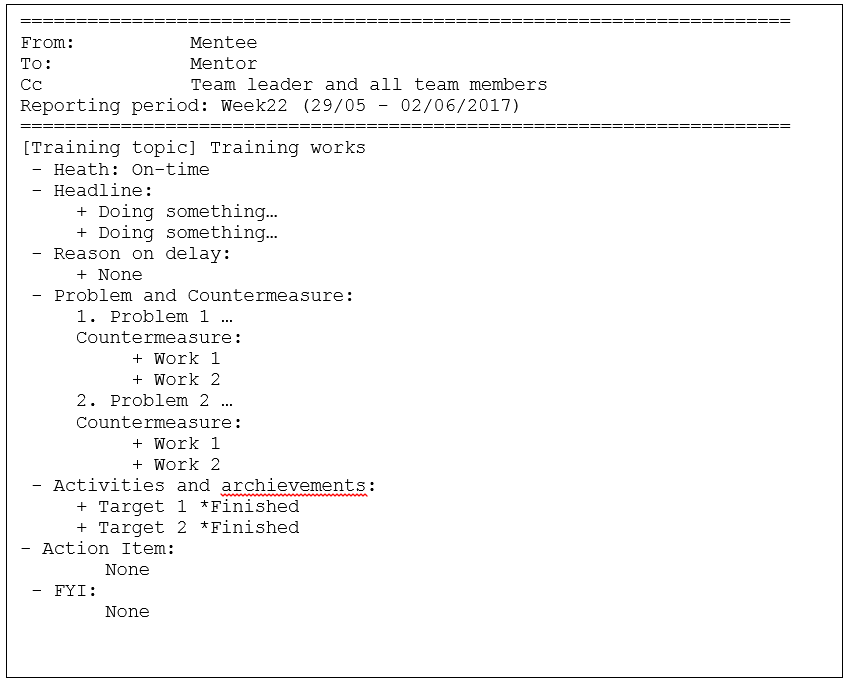 =====================================================================
From: Mentee
To: Mentor
Cc Team leader and all team members
Reporting period: Week22 (29/05 – 02/06/2017)
=====================================================================
[Training topic] Training works
– Heath: On-time
– Headline:
+ Doing something…
+ Doing something…
– Reason on delay:
+ None
– Problem and Countermeasure:
1. Problem 1 …
Countermeasure:
+ Work 1
+ Work 2
2. Problem 2 …
Countermeasure:
+ Work 1
+ Work 2
– Activities and archievements:
+ Target 1 *Finished
+ Target 2 *Finished
– Action Item:
None
– FYI:
None